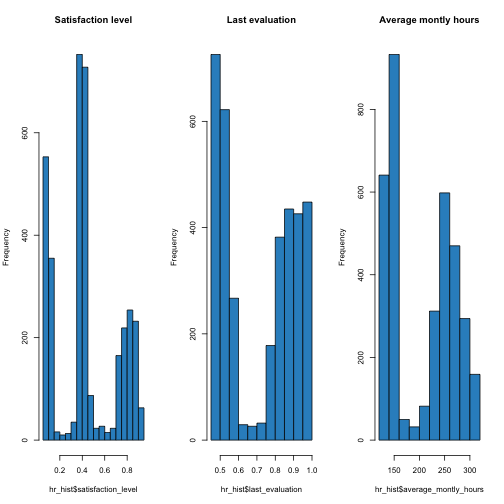 Satisfaction level
Frequency
0
200
400
600
0.2 0.4 0.6 0.8
hr_hist$satisfaction_level
Last evaluation
Frequency
0
200
400
600
0.5 0.6 0.7 0.8 0.9 1.0
hr_hist$last_evaluation
Average montly hours
Frequency
0
200
400
600
800
150 200 250 300
hr_hist$average_montly_hours